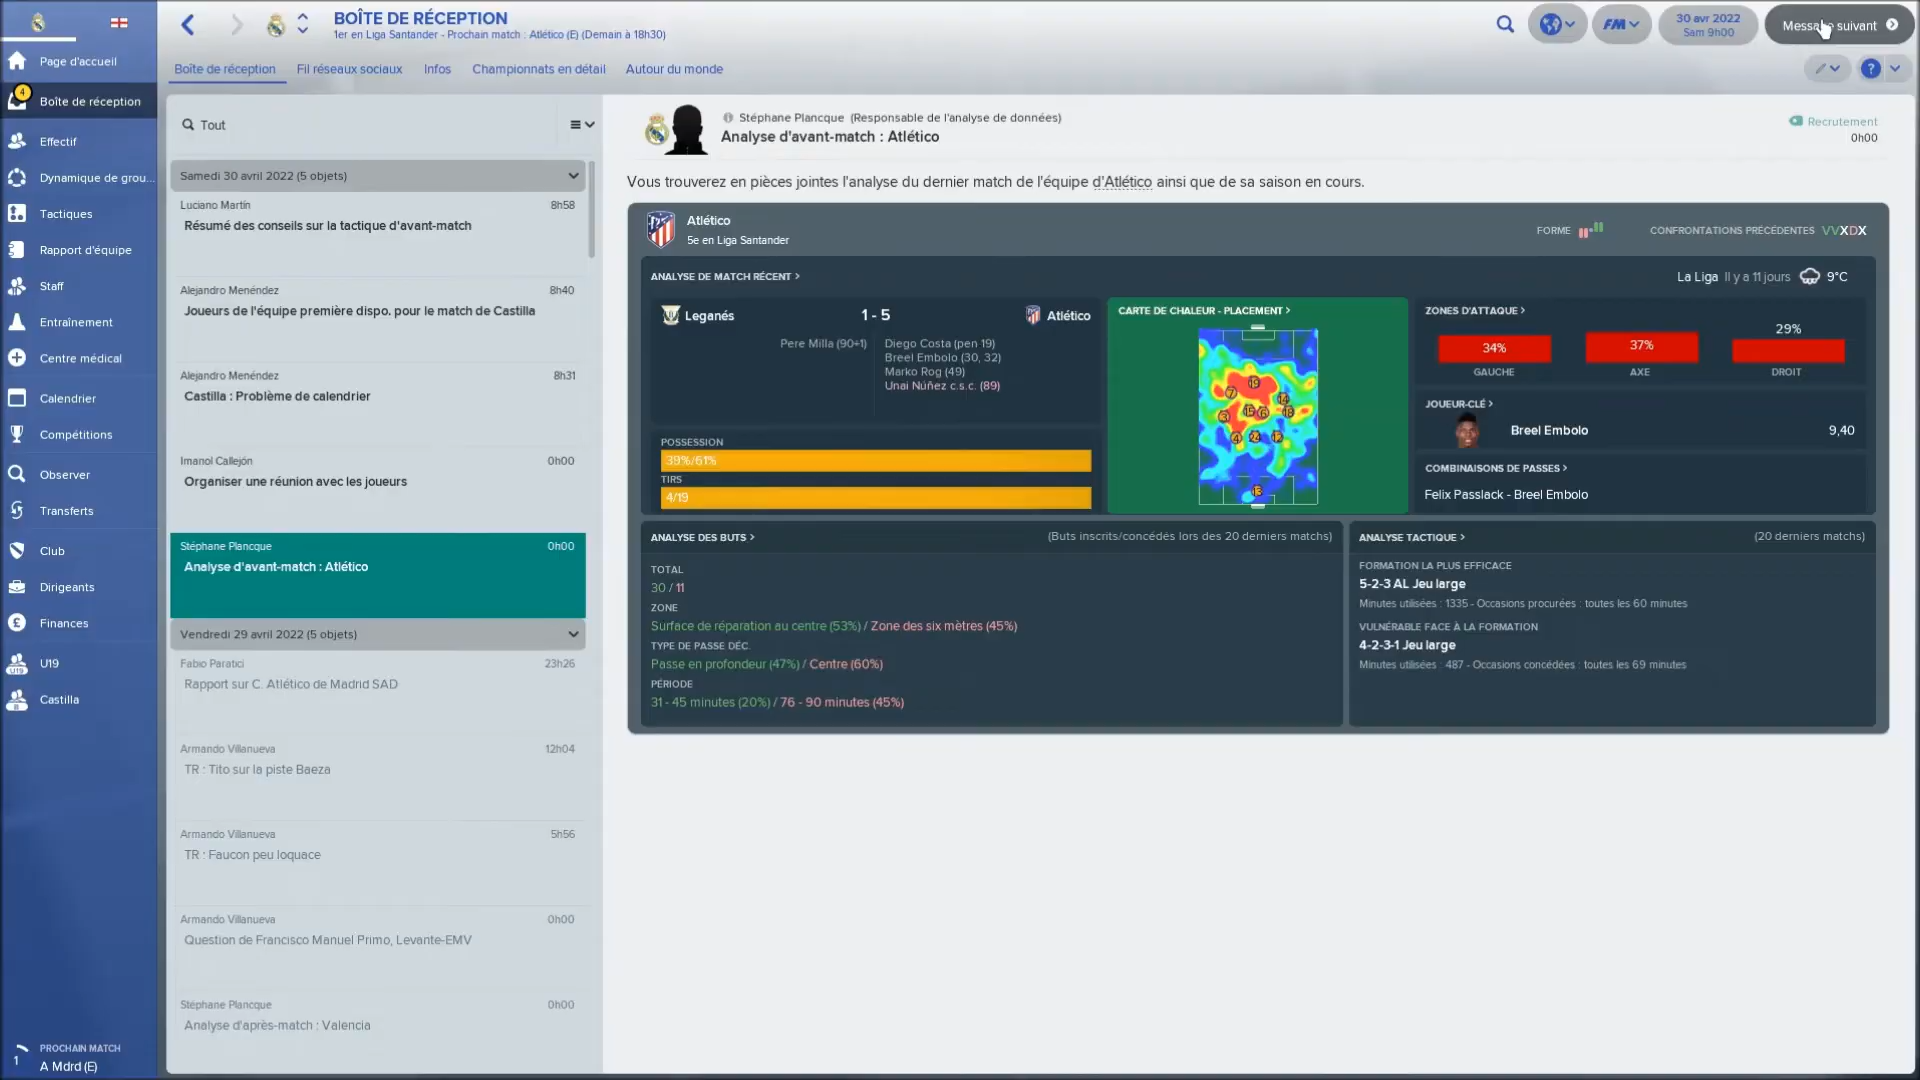 BOÎTE DE RÉCEPTION
1er en Liga Santander - Prochain match : Atlético (E) (Demain à 18h30)
FM
30 avr 2022
Sam 9h00
Message suivant
Boîte de réception
Fil réseaux sociaux
Infos
Championnats en détail
Autour du monde
?
Page d'accueil
4
Boîte de réception
Effectif
Dynamique de grou...
Tactiques
Rapport d'équipe
Staff
Entraînement
Centre médical
Calendrier
Compétitions
Observer
Transferts
Club
Dirigeants
Finances
U19
Castilla
1
PROCHAIN MATCH
A Mdrd (E)
Tout
Samedi 30 avril 2022 (5 objets)
Luciano Martín 8h58
Résumé des conseils sur la tactique d'avant-match
Alejandro Menéndez 8h40
Joueurs de l'équipe première dispo. pour le match de Castilla
Alejandro Menéndez 8h31
Castilla : Problème de calendrier
Imanol Callejón 0h00
Organiser une réunion avec les joueurs
Stéphane Plancque 0h00
Analyse d'avant-match : Atlético
Vendredi 29 avril 2022 (5 objets)
Fabio Paratici 23h26
Rapport sur C. Atlético de Madrid SAD
Armando Villanueva 12h04
TR : Tito sur la piste Baeza
Armando Villanueva 5h56
TR : Faucon peu loquace
Armando Villanueva 0h00
Question de Francisco Manuel Primo, Levante-EMV
Stéphane Plancque 0h00
Analyse d'après-match : Valencia
Stéphane Plancque (Responsable de l'analyse de données)
Analyse d'avant-match : Atlético
Recrutement
0h00
Vous trouverez en pièces jointes l'analyse du dernier match de l'équipe d'Atlético ainsi que de sa saison en cours.
Atlético
5e en Liga Santander
FORME
CONFRONTATIONS PRÉCÉDENTES VVXDX
ANALYSE DE MATCH RÉCENT >
La Liga Il y a 11 jours 9°C
Leganés 1 - 5 Atlético
Pere Milla (90+1)
Diego Costa (pen 19)
Breel Embolo (30, 32)
Marko Rog (49)
Unai Núñez c.s.c. (89)
POSSESSION
39%/61%
TIRS
4/19
CARTE DE CHALEUR - PLACEMENT >
19
7
14
3
15
6
18
4
24
12
13
ZONES D'ATTAQUE >
34%
37%
29%
GAUCHE
AXE
DROIT
JOUEUR-CLÉ >
Breel Embolo 9,40
COMBINAISONS DE PASSES >
Felix Passlack - Breel Embolo
ANALYSE DES BUTS > (Buts inscrits/concédés lors des 20 derniers matchs)
TOTAL
30 / 11
ZONE
Surface de réparation au centre (53%) / Zone des six mètres (45%)
TYPE DE PASSE DÉC.
Passe en profondeur (47%) / Centre (60%)
PÉRIODE
31 - 45 minutes (20%) / 76 - 90 minutes (45%)
ANALYSE TACTIQUE > (20 derniers matchs)
FORMATION LA PLUS EFFICACE
5-2-3 AL Jeu large
Minutes utilisées : 1335 - Occasions procurées : toutes les 60 minutes
VULNÉRABLE FACE À LA FORMATION
4-2-3-1 Jeu large
Minutes utilisées : 487 - Occasions concédées : toutes les 69 minutes